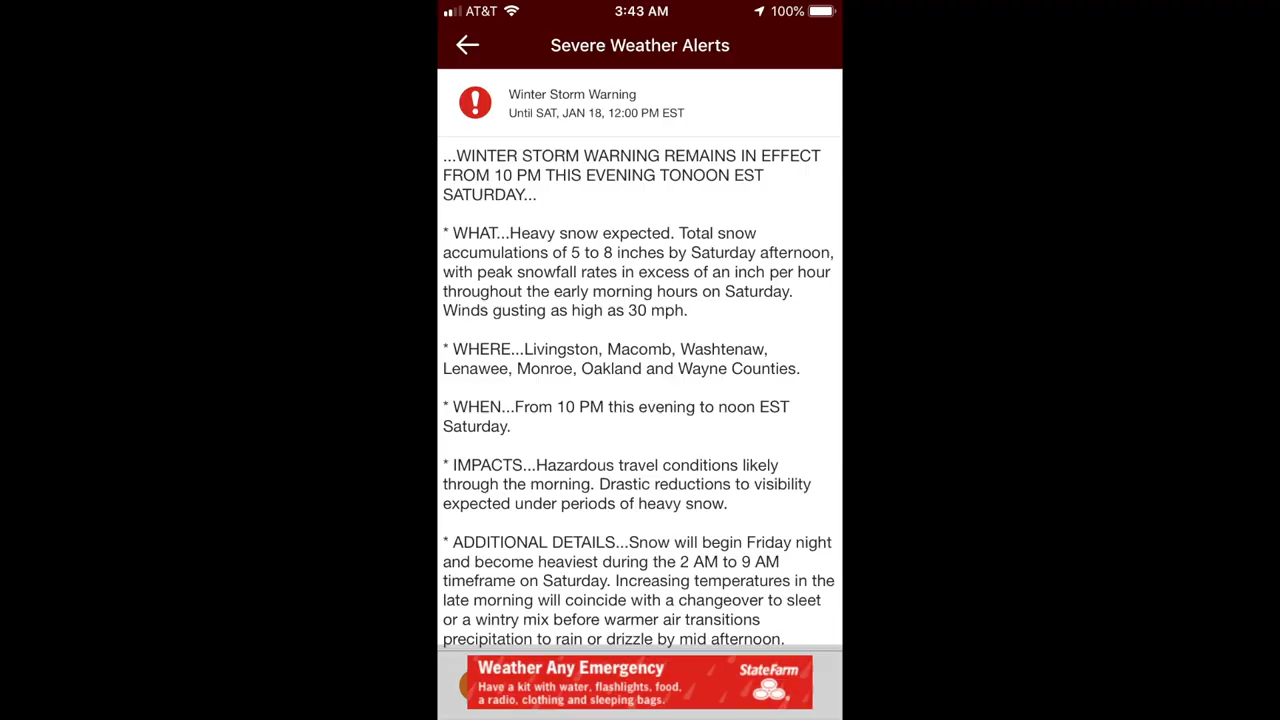 AT&T 3:43 AM 100%
Severe Weather Alerts
Winter Storm Warning
Until SAT, JAN 18, 12:00 PM EST
...WINTER STORM WARNING REMAINS IN EFFECT
FROM 10 PM THIS EVENING TONOON EST
SATURDAY...
* WHAT...Heavy snow expected. Total snow
accumulations of 5 to 8 inches by Saturday afternoon,
with peak snowfall rates in excess of an inch per hour
throughout the early morning hours on Saturday.
Winds gusting as high as 30 mph.
* WHERE...Livingston, Macomb, Washtenaw,
Lenawee, Monroe, Oakland and Wayne Counties.
* WHEN...From 10 PM this evening to noon EST
Saturday.
* IMPACTS...Hazardous travel conditions likely
through the morning. Drastic reductions to visibility
expected under periods of heavy snow.
* ADDITIONAL DETAILS...Snow will begin Friday night
and become heaviest during the 2 AM to 9 AM
timeframe on Saturday. Increasing temperatures in the
late morning will coincide with a changeover to sleet
or a wintry mix before warmer air transitions
precipitation to rain or drizzle by mid afternoon.
Weather Any Emergency
Have a kit with water, flashlights, food,
a radio, clothing and sleeping bags.
StateFarm